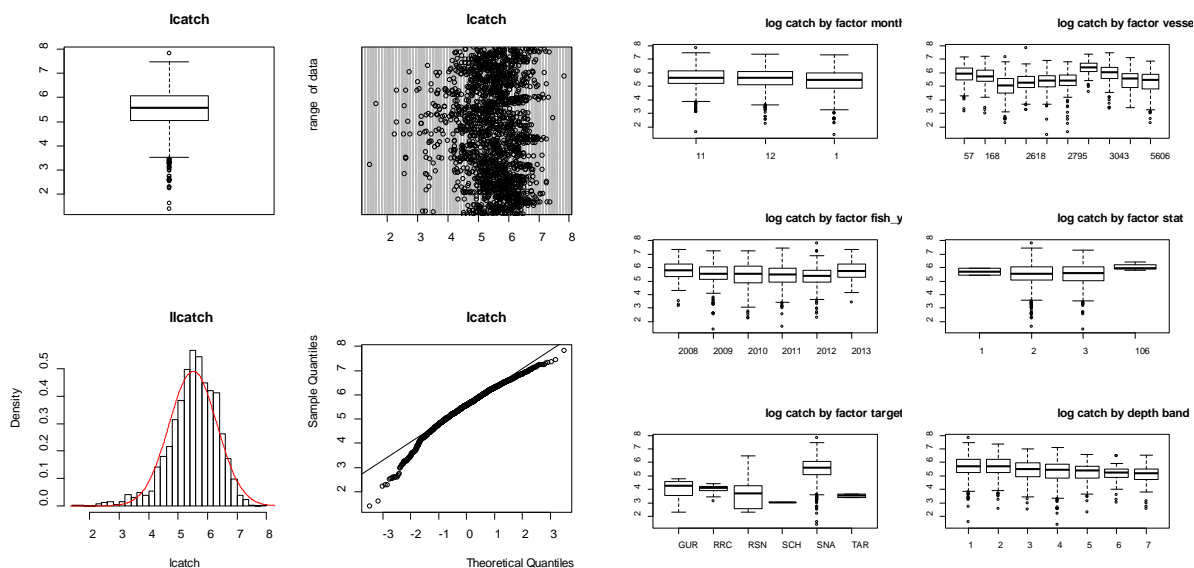 lcatch
2 3 4 5 6 7 8
lcatch
range of data
2 3 4 5 6 7 8
llcatch
Density
0.0 0.1 0.2 0.3 0.4 0.5
2 3 4 5 6 7 8
lcatch
lcatch
Sample Quantiles
2 3 4 5 6 7 8
-3 -2 -1 0 1 2 3
Theoretical Quantiles
log catch by factor month
2 3 4 5 6 7 8
11 12 1
log catch by factor vesse
2 3 4 5 6 7 8
57 168 2618 2795 3043 5606
log catch by factor fish_y
2 3 4 5 6 7 8
2008 2009 2010 2011 2012 2013
log catch by factor stat
2 3 4 5 6 7 8
1 2 3 106
log catch by factor target
2 3 4 5 6 7 8
GUR RRC RSN SCH SNA TAR
log catch by depth band
2 3 4 5 6 7 8
1 2 3 4 5 6 7